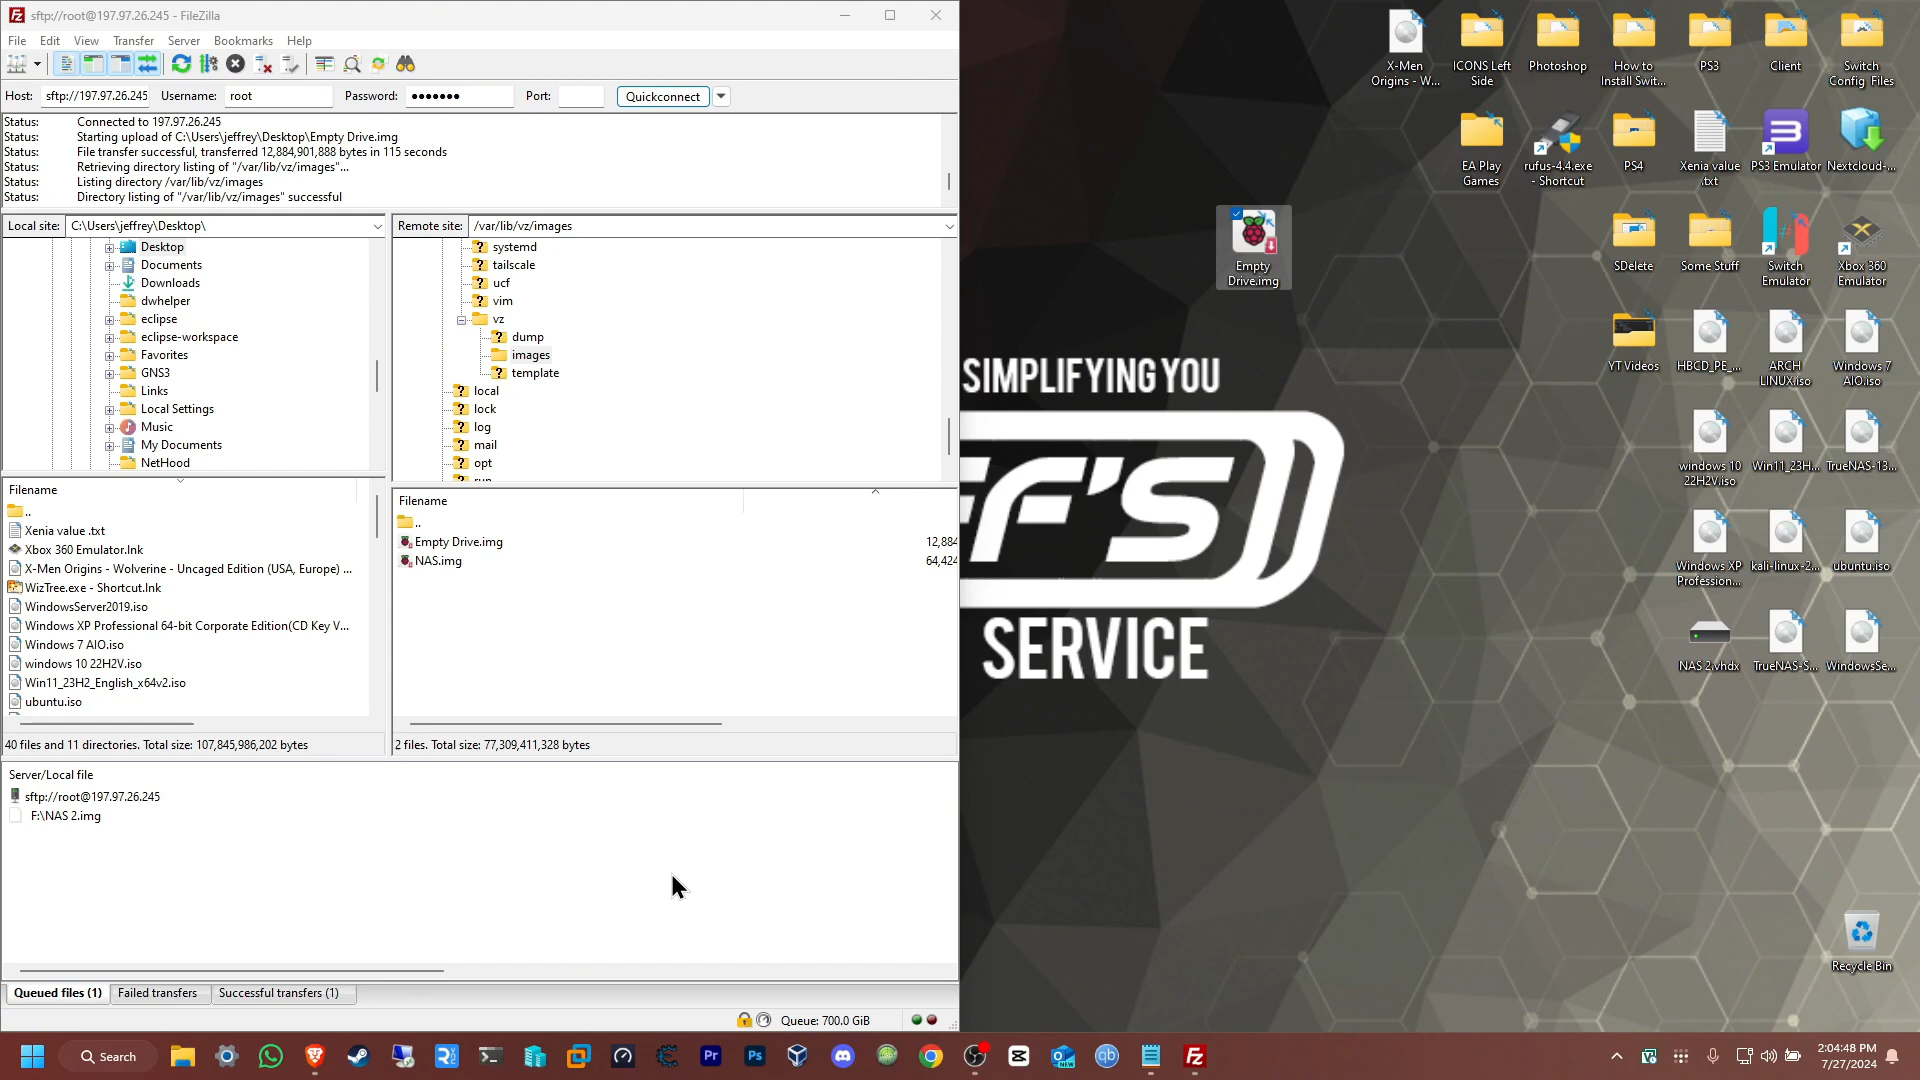 sftp://root@197.97.26.245 - FileZilla
File Edit View Transfer Server Bookmarks Help
Host: sftp://197.97.26.245 Username: root Password: ●●●●●●● Port: Quickconnect
Status: Connected to 197.97.26.245
Status: Starting upload of C:\Users\jeffrey\Desktop\Empty Drive.img
Status: File transfer successful, transferred 12,884,901,888 bytes in 115 seconds
Status: Retrieving directory listing of "/var/lib/vz/images"...
Status: Listing directory /var/lib/vz/images
Status: Directory listing of "/var/lib/vz/images" successful
Local site: C:\Users\jeffrey\Desktop\
Desktop
Documents
Downloads
dwhelper
eclipse
eclipse-workspace
Favorites
GNS3
Links
Local Settings
Music
My Documents
NetHood
Remote site: /var/lib/vz/images
systemd
tailscale
ucf
vim
vz
dump
images
template
local
lock
log
mail
opt
run
Filename
..
Xenia value .txt
Xbox 360 Emulator.lnk
X-Men Origins - Wolverine - Uncaged Edition (USA, Europe) ...
WizTree.exe - Shortcut.lnk
WindowsServer2019.iso
Windows XP Professional 64-bit Corporate Edition(CD Key V...
Windows 7 AIO.iso
windows 10 22H2V.iso
Win11_23H2_English_x64v2.iso
ubuntu.iso
40 files and 11 directories. Total size: 107,845,986,202 bytes
Filename
..
Empty Drive.img 12,884
NAS.img 64,424
2 files. Total size: 77,309,411,328 bytes
Server/Local file
sftp://root@197.97.26.245
F:\NAS 2.img
Queued files (1) Failed transfers Successful transfers (1)
Queue: 700.0 GiB
X-Men
Origins - W...
ICONS Left
Side
Photoshop
How to
Install Swit...
PS3
Client
Switch
Config Files
EA Play
Games
rufus-4.4.exe
- Shortcut
PS4
Xenia value
.txt
PS3 Emulator
Nextcloud-...
Empty
Drive.img
SDelete
Some Stuff
Switch
Emulator
Xbox 360
Emulator
YT Videos
HBCD_PE_...
ARCH
LINUX.iso
Windows 7
AIO.iso
windows 10
22H2V.iso
Win11_23H...
TrueNAS-13...
Windows XP
Profession...
kali-linux-2...
ubuntu.iso
NAS 2.vhdx
TrueNAS-S...
WindowsSe...
SIMPLIFYING YOU
FF'S
SERVICE
Recycle Bin
Search
Pr
Ps
NEW
qb
2:04:48 PM
7/27/2024